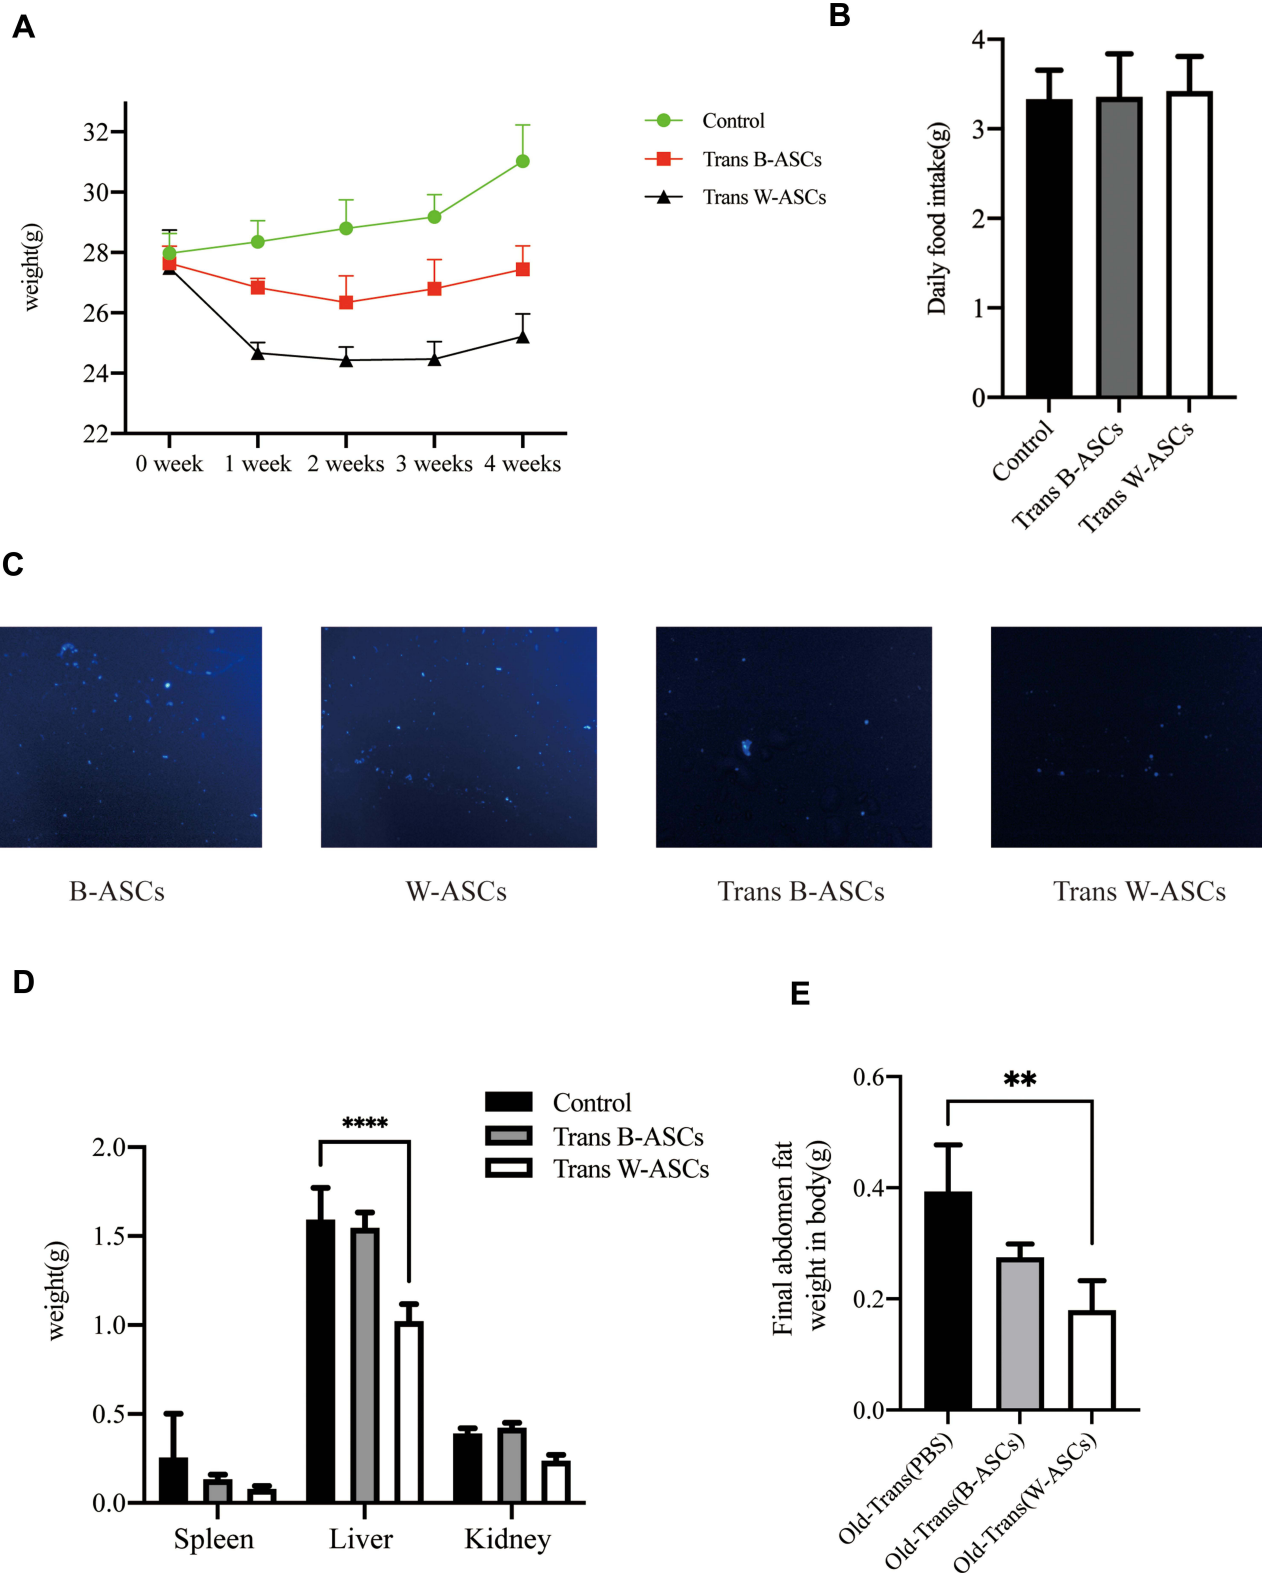 A
32
30
28
26
24
22
weight(g)
0 week 1 week 2 weeks 3 weeks 4 weeks
Control
Trans B-ASCs
Trans W-ASCs
B
4
3
2
1
0
Daily food intake(g)
Control
Trans B-ASCs
Trans W-ASCs
C
B-ASCs
W-ASCs
Trans B-ASCs
Trans W-ASCs
D
Control
Trans B-ASCs
Trans W-ASCs
****
2.0
1.5
1.0
0.5
0.0
weight(g)
Spleen Liver Kidney
E
**
0.6
0.4
0.2
0.0
Final abdomen fat
weight in body(g)
Old-Trans(PBS)
Old-Trans(B-ASCs)
Old-Trans(W-ASCs)